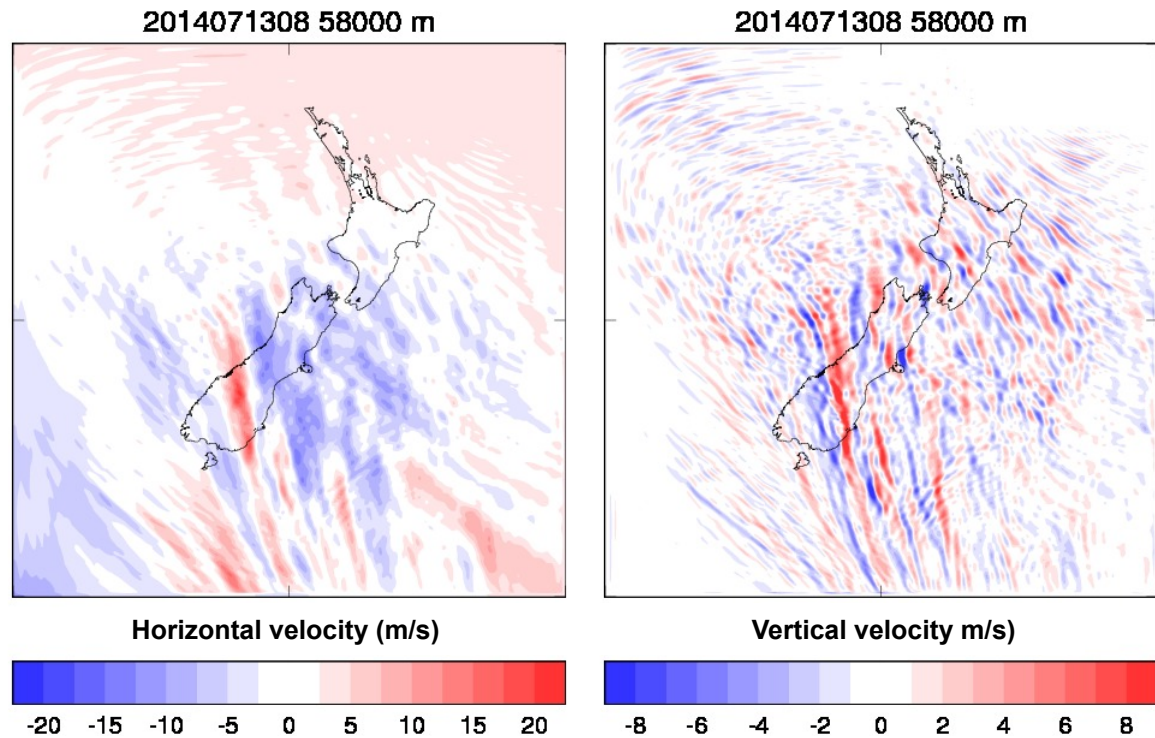 2014071308 58000 m
2014071308 58000 m
Horizontal velocity (m/s)
Vertical velocity m/s)
-20 -15 -10 -5 0 5 10 15 20
-8 -6 -4 -2 0 2 4 6 8